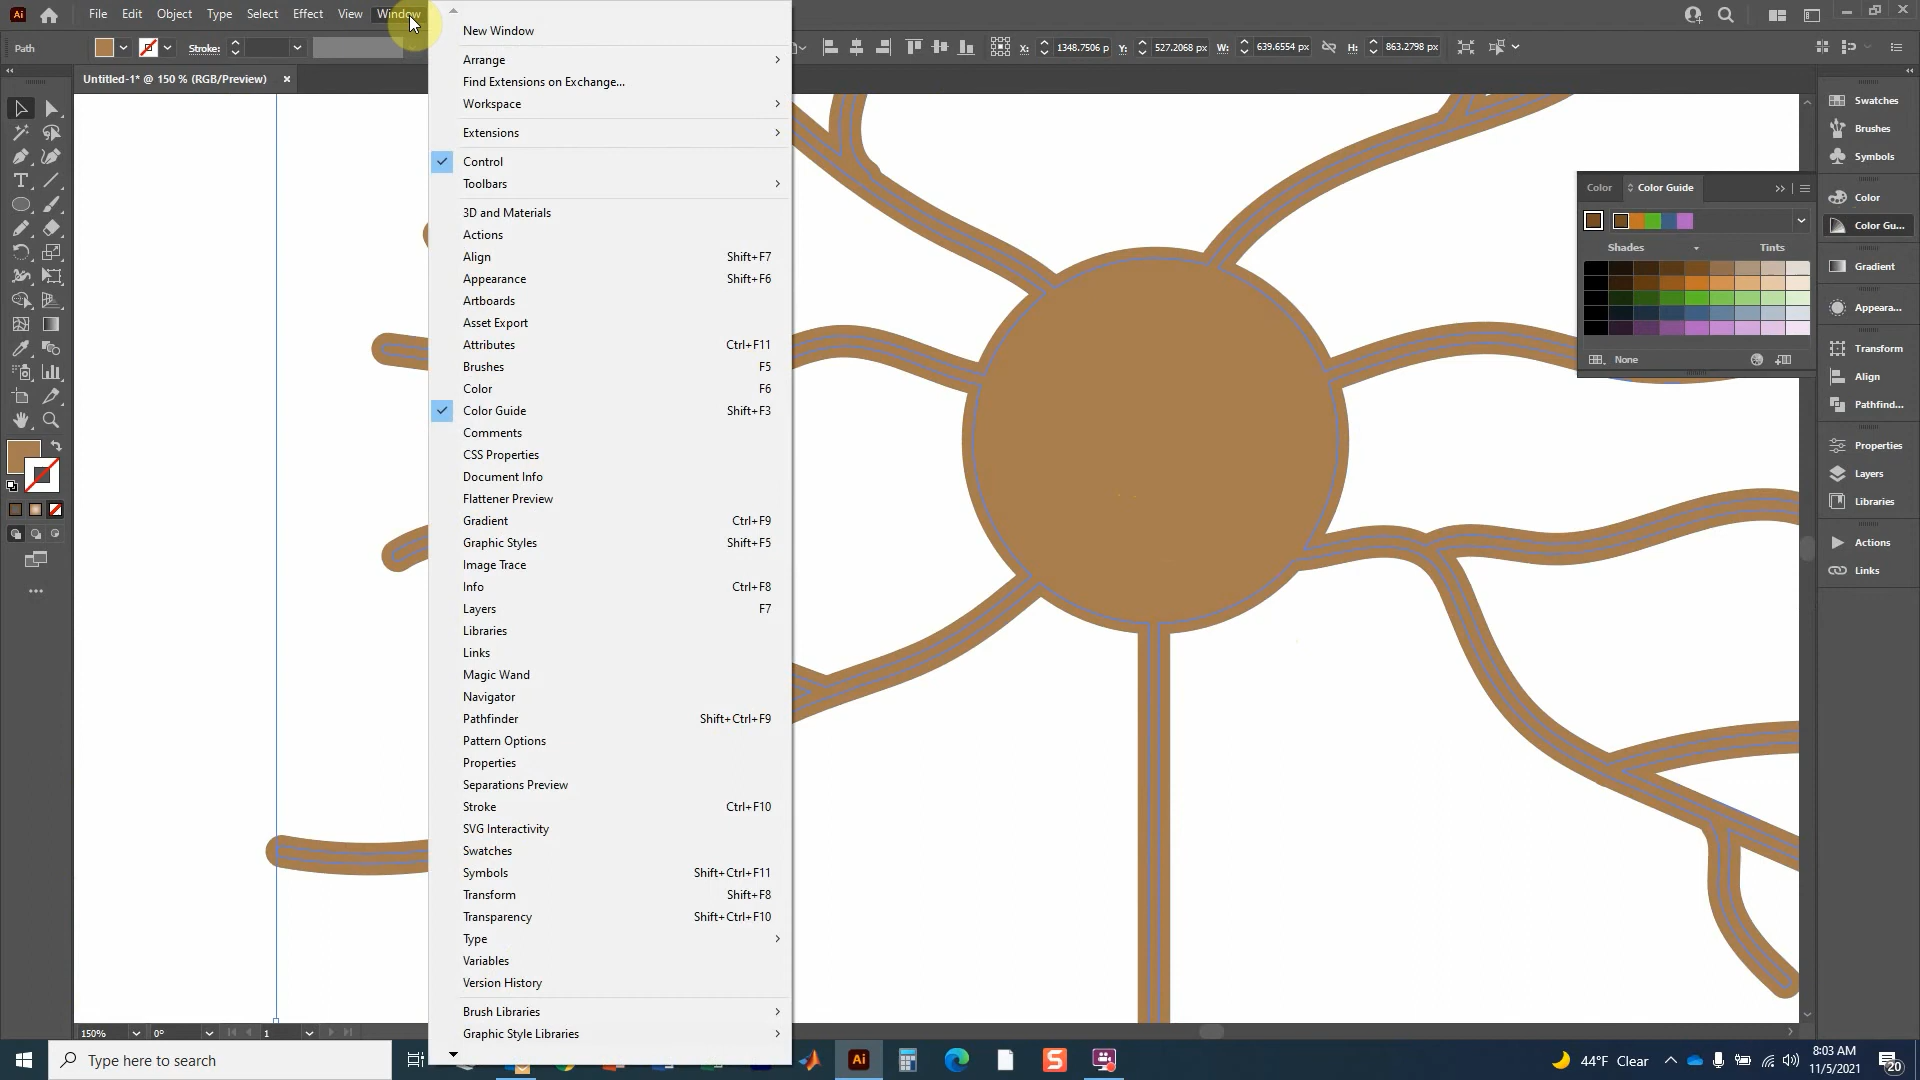 Ai File Edit Object Type Select Effect View Window
Path Stroke: X: 1348.7506 p Y: 527.2068 px W: 639.6554 px H: 863.2798 px
Untitled-1* @ 150 % (RGB/Preview) ×
New Window
Arrange
Find Extensions on Exchange...
Workspace
Extensions
Control
Toolbars
3D and Materials
Actions
Align Shift+F7
Appearance Shift+F6
Artboards
Asset Export
Attributes Ctrl+F11
Brushes F5
Color F6
Color Guide Shift+F3
Comments
CSS Properties
Document Info
Flattener Preview
Gradient Ctrl+F9
Graphic Styles Shift+F5
Image Trace
Info Ctrl+F8
Layers F7
Libraries
Links
Magic Wand
Navigator
Pathfinder Shift+Ctrl+F9
Pattern Options
Properties
Separations Preview
Stroke Ctrl+F10
SVG Interactivity
Swatches
Symbols Shift+Ctrl+F11
Transform Shift+F8
Transparency Shift+Ctrl+F10
Type
Variables
Version History
Brush Libraries
Graphic Style Libraries
Color Color Guide
Shades Tints
None
Swatches
Brushes
Symbols
Color
Color Gu...
Gradient
Appeara...
Transform
Align
Pathfind...
Properties
Layers
Libraries
Actions
Links
150% 0° 1
Type here to search
Ai
S
44°F Clear
8:03 AM
11/5/2021
20